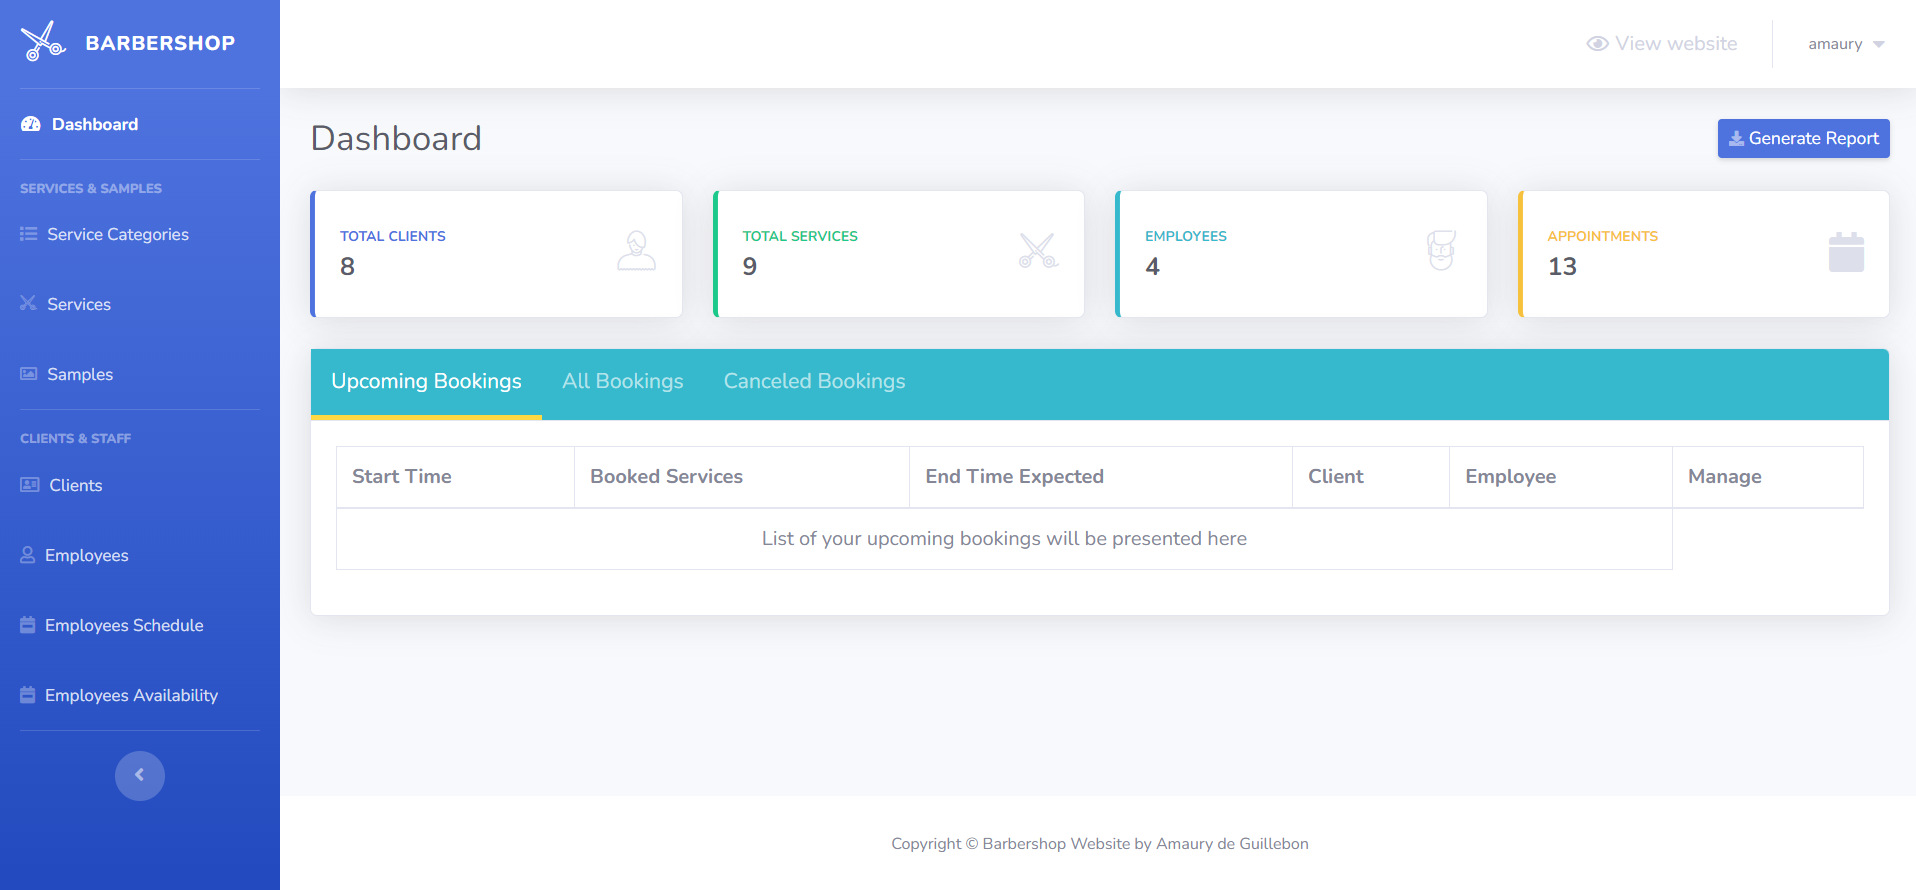 BARBERSHOP
View website
amaury
Dashboard
SERVICES & SAMPLES
Service Categories
Services
Samples
CLIENTS & STAFF
Clients
Employees
Employees Schedule
Employees Availability
Dashboard
Generate Report
TOTAL CLIENTS
8
TOTAL SERVICES
9
EMPLOYEES
4
APPOINTMENTS
13
Upcoming Bookings All Bookings Canceled Bookings
Start Time Booked Services End Time Expected Client Employee Manage
List of your upcoming bookings will be presented here
Copyright © Barbershop Website by Amaury de Guillebon